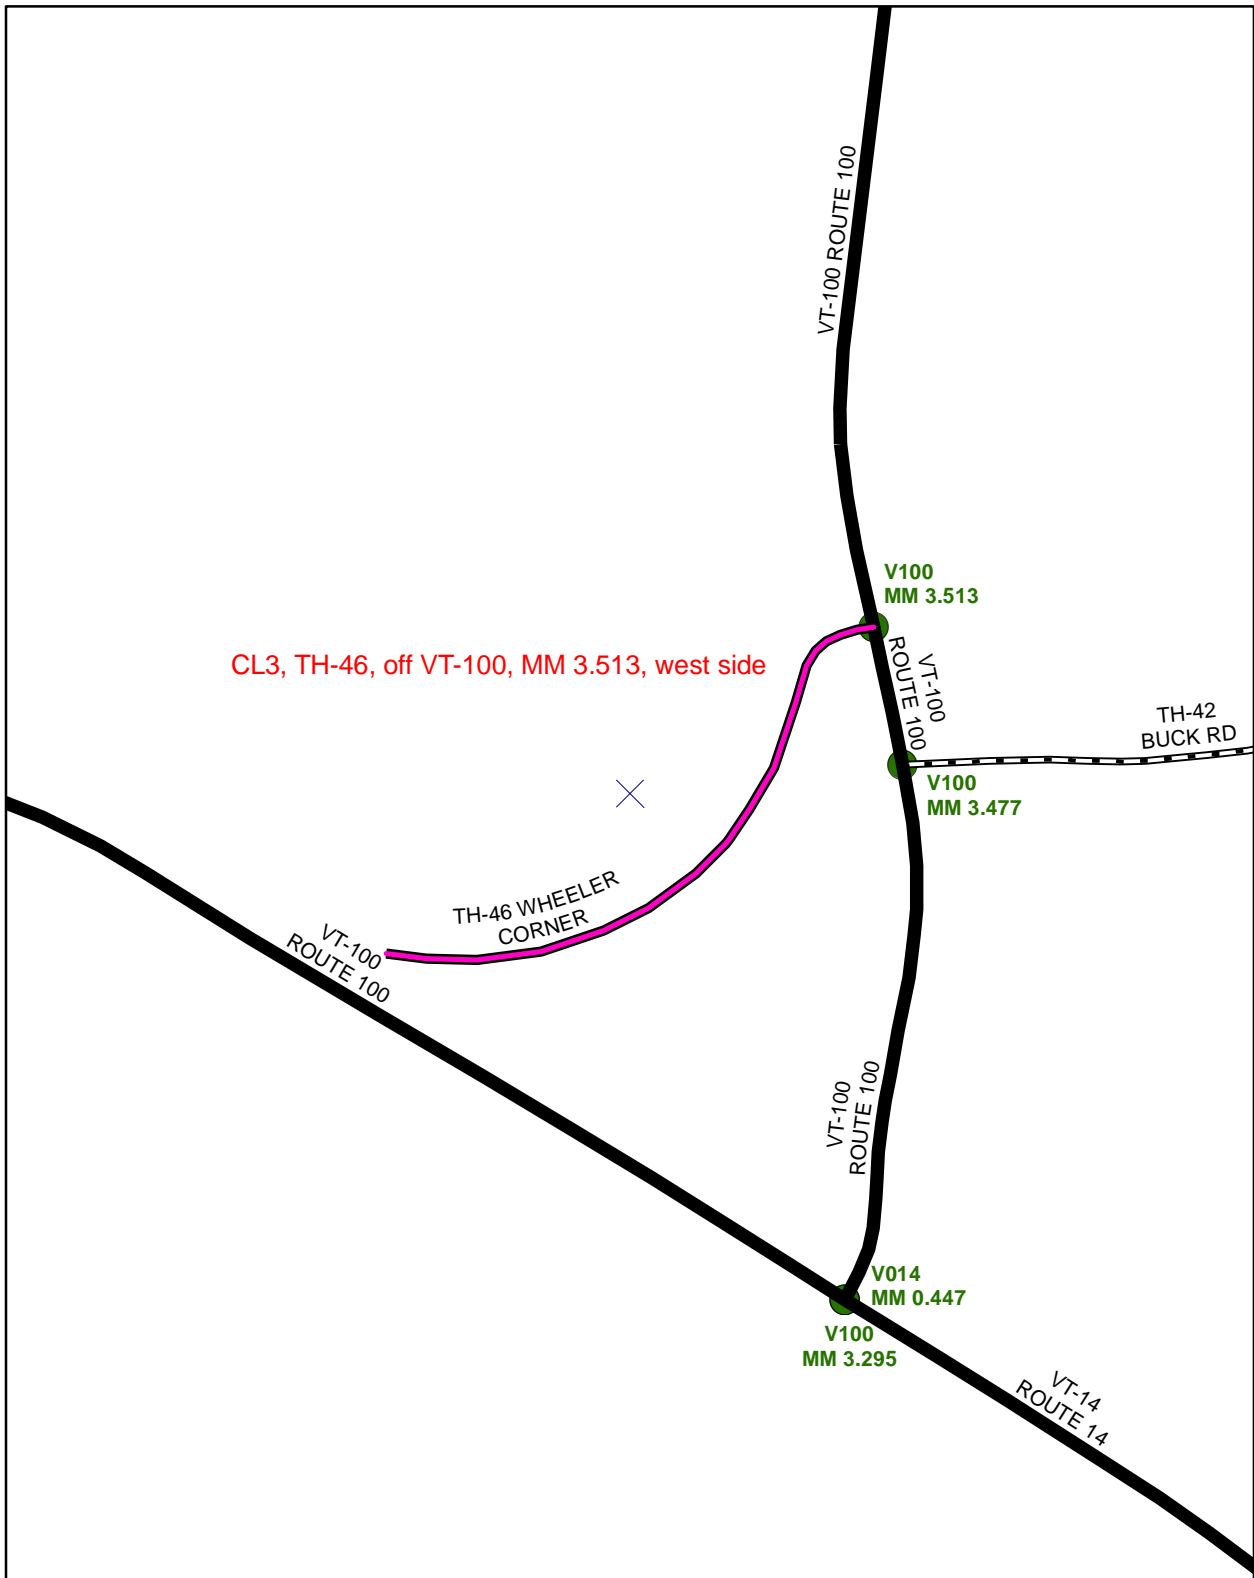 VT-100 ROUTE 100
V100
MM 3.513
CL3, TH-46, off VT-100, MM 3.513, west side
VT-100
ROUTE 100
TH-42
BUCK RD
V100
MM 3.477
TH-46 WHEELER
CORNER
VT-100
ROUTE 100
VT-100
ROUTE 100
V014
MM 0.447
V100
MM 3.295
VT-14
ROUTE 14